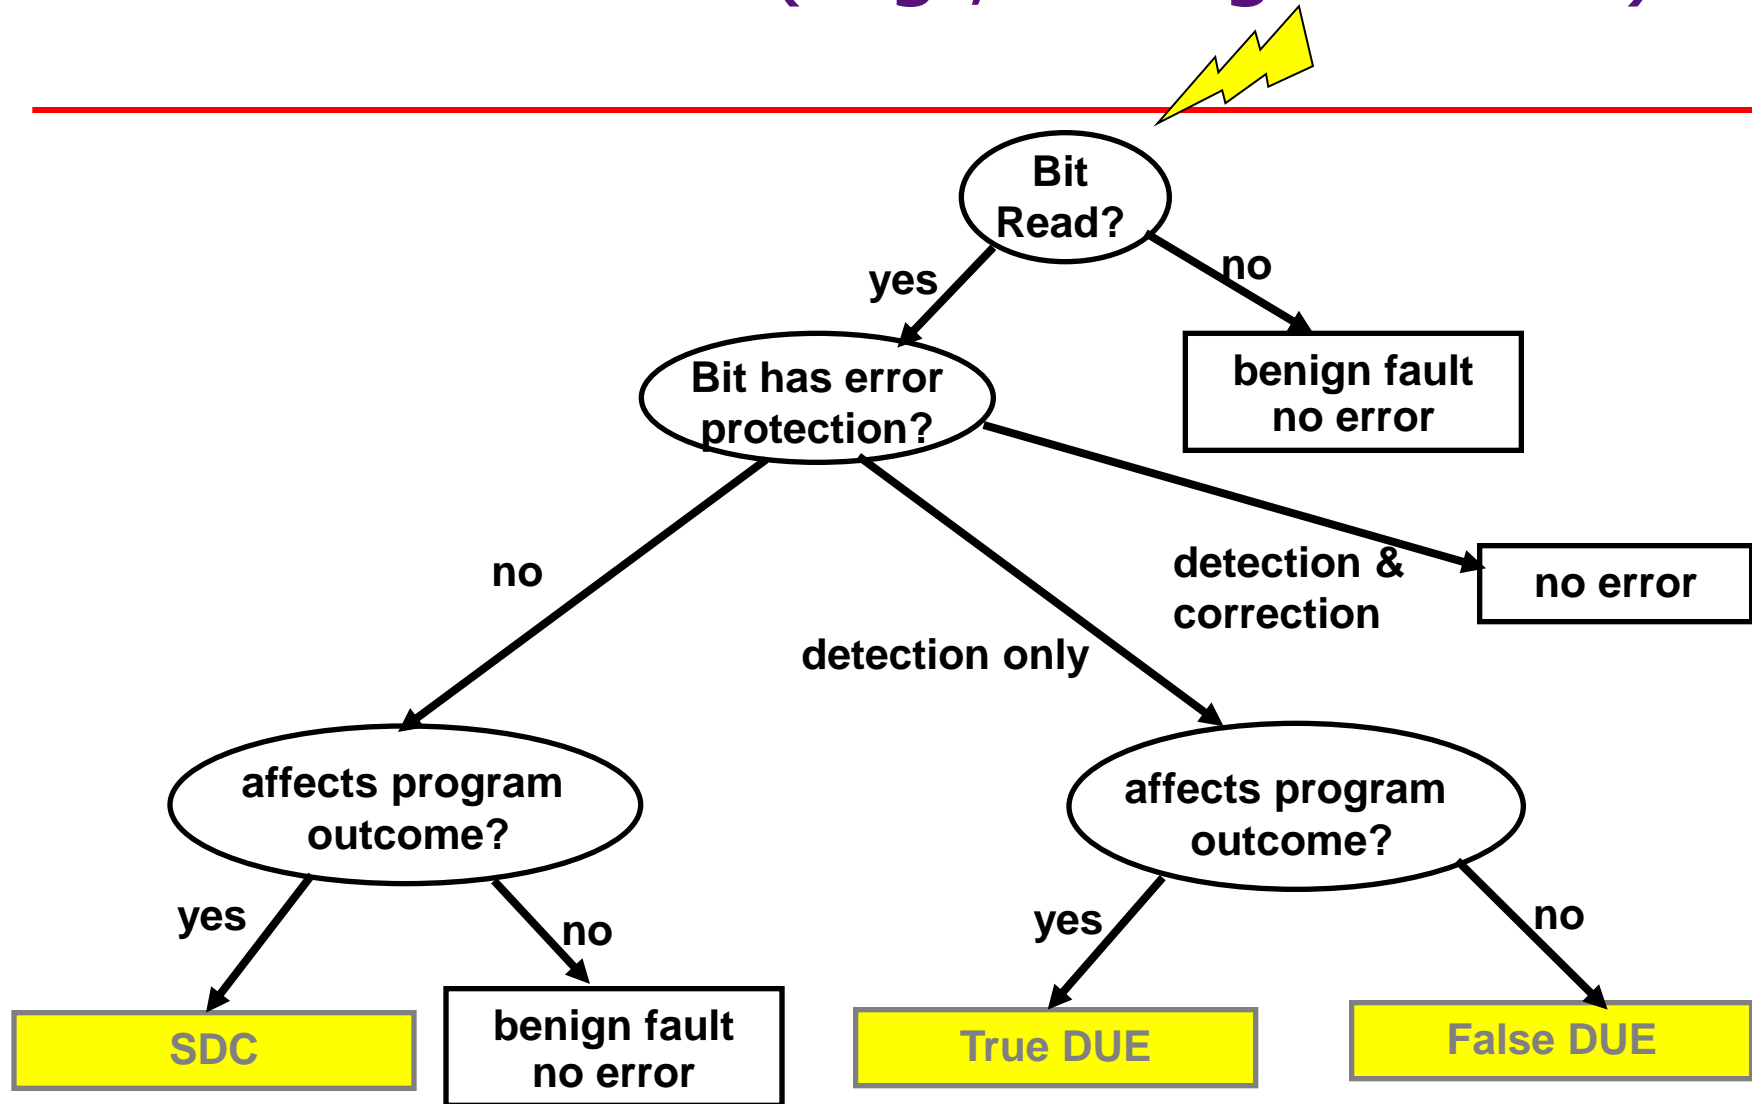 Bit
Read?
yes
no
Bit has error
protection?
benign fault
no error
no
detection &
correction
no error
detection only
affects program
outcome?
affects program
outcome?
yes
no
yes
no
SDC
benign fault
no error
True DUE
False DUE